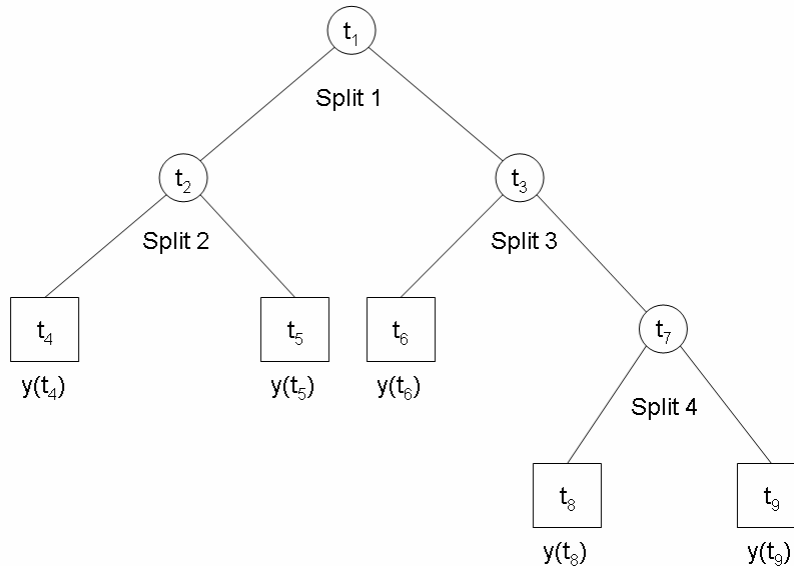 t₁
Split 1
t₂
t₃
Split 2
Split 3
t₄
t₅
t₆
t₇
y(t₄)
y(t₅)
y(t₆)
Split 4
t₈
t₉
y(t₈)
y(t₉)